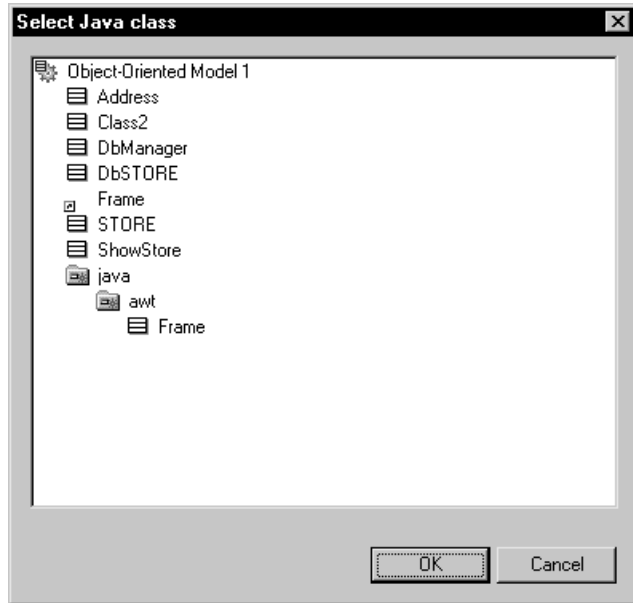 Select Java class
Object-Oriented Model 1
Address
Class2
DbManager
DbSTORE
Frame
STORE
ShowStore
java
awt
Frame
OK
Cancel